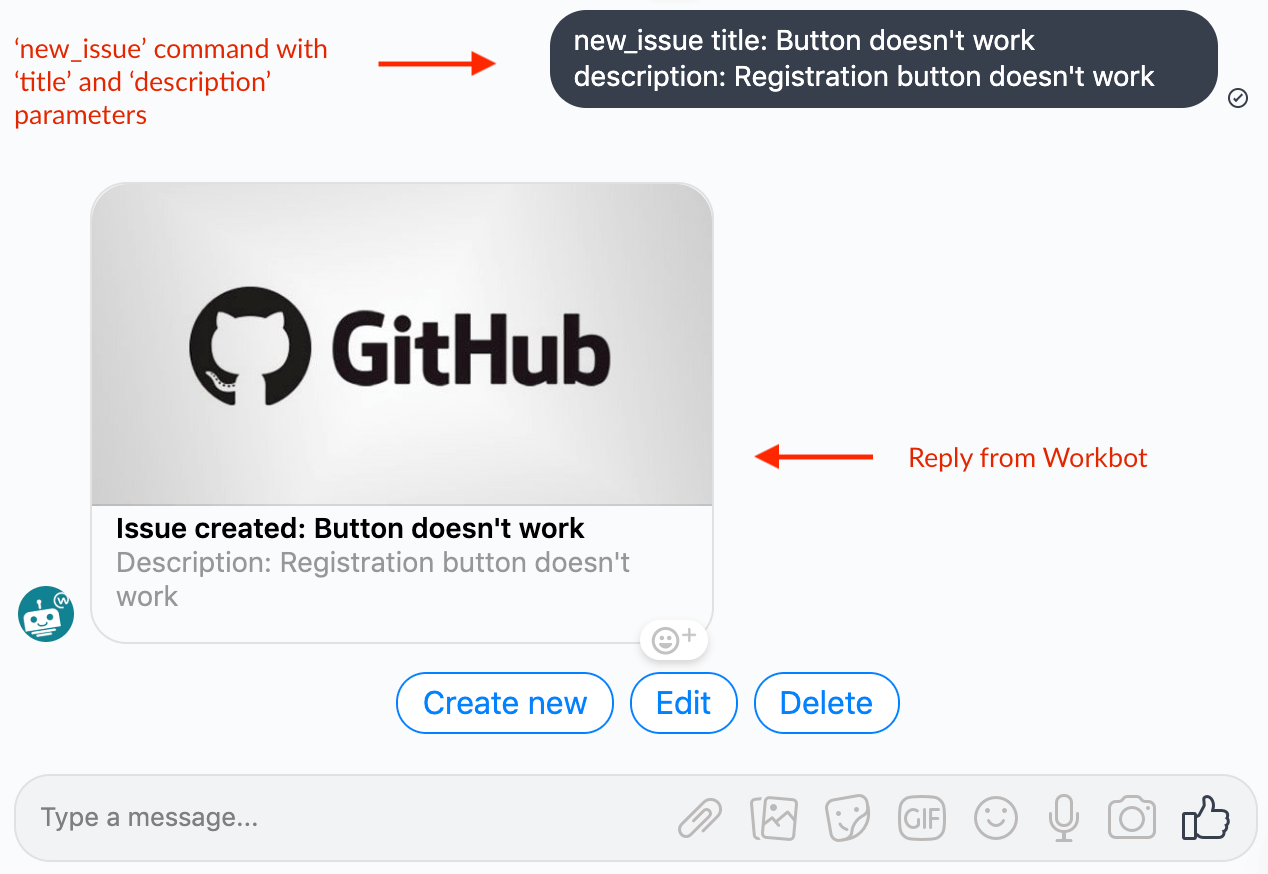 ‘new_issue’ command with
‘title’ and ‘description’
parameters
new_issue title: Button doesn't work
description: Registration button doesn't work
GitHub
Reply from Workbot
Issue created: Button doesn't work
Description: Registration button doesn't
work
W
Create new
Edit
Delete
Type a message...
GIF